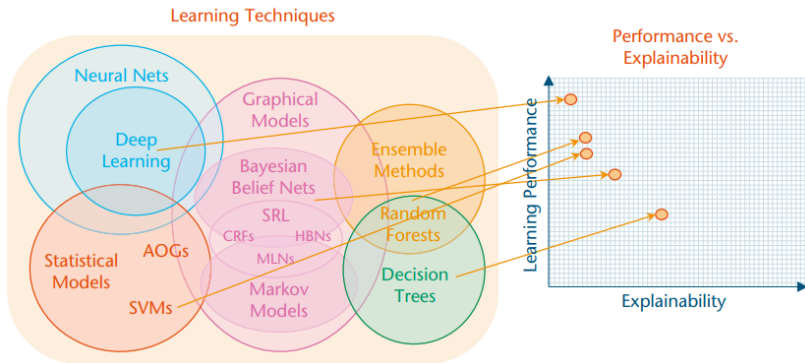 Learning Techniques
Neural Nets
Deep
Learning
Graphical
Models
Bayesian
Belief Nets
SRL
CRFs
HBNs
MLNs
Markov
Models
Ensemble
Methods
Random
Forests
Decision
Trees
Statistical
Models
AOGs
SVMs
Performance vs.
Explainability
Learning Performance
Explainability